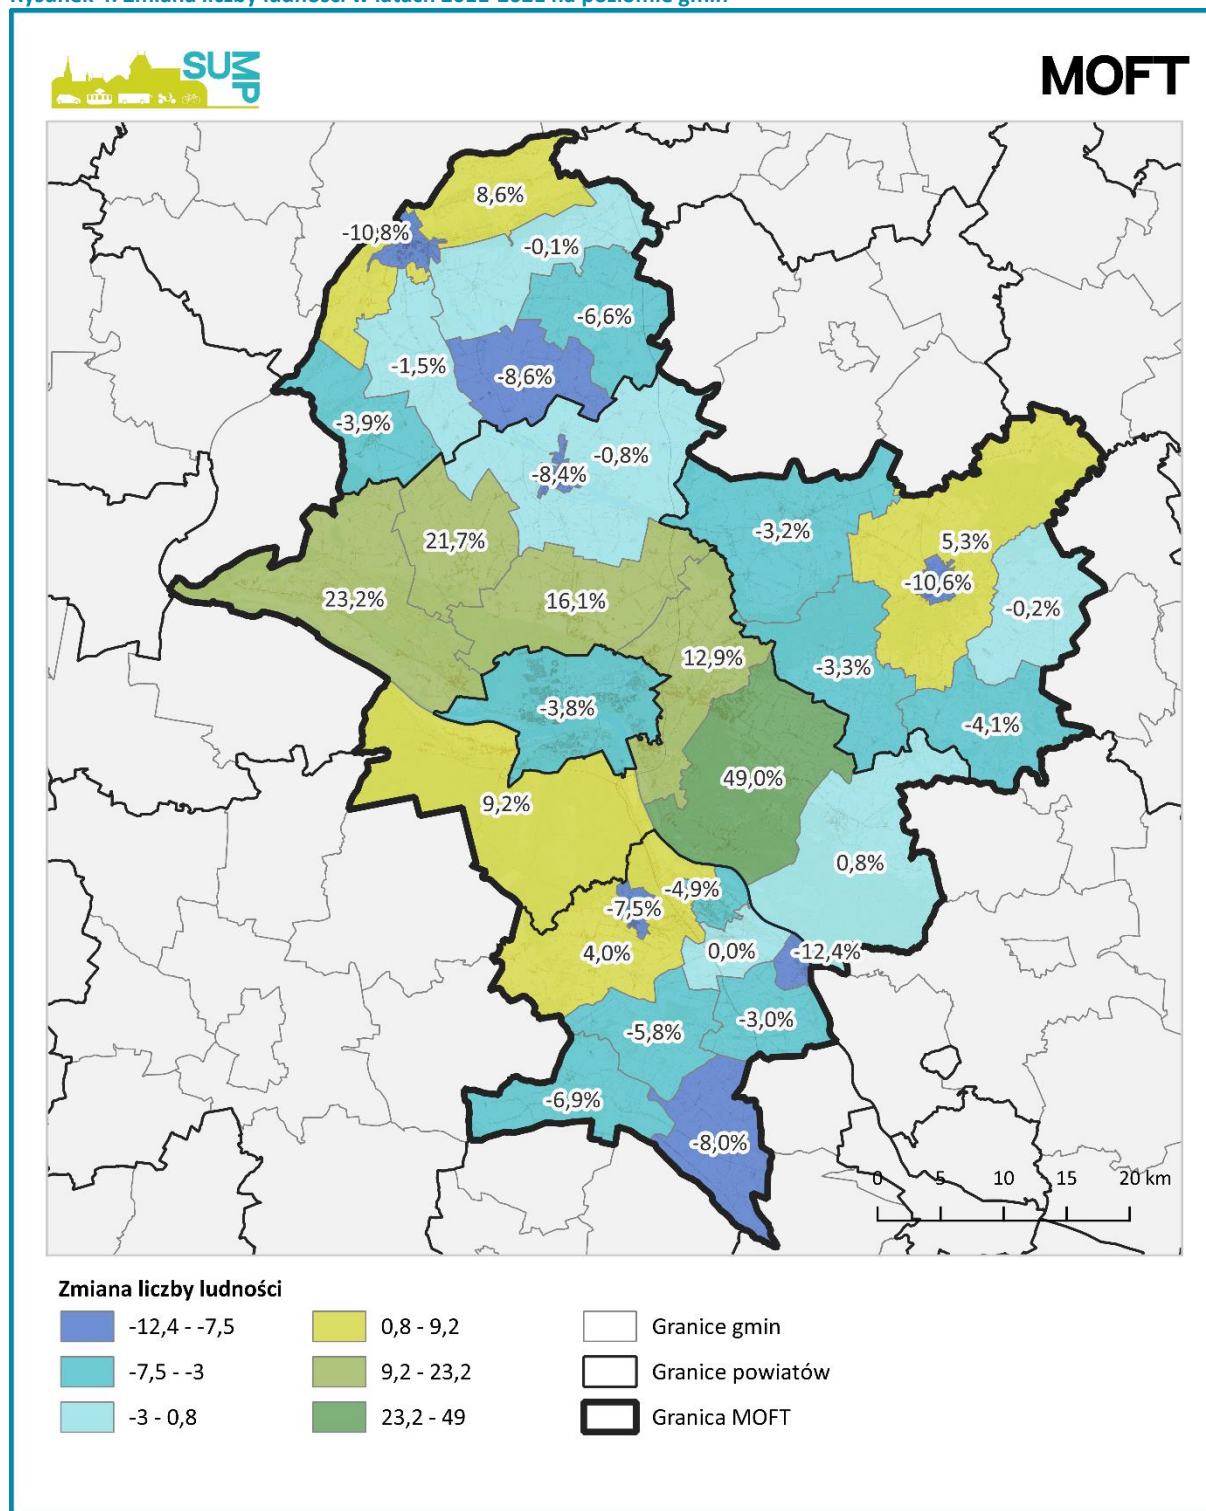 SUMP
MOFT
8,6%
-10,8%
-0,1%
-6,6%
-1,5%
-8,6%
-3,9%
-0,8%
-8,4%
-3,2%
21,7%
5,3%
-10,6%
23,2%
16,1%
-0,2%
12,9%
-3,3%
-3,8%
-4,1%
49,0%
9,2%
0,8%
-4,9%
-7,5%
4,0%
0,0%
-12,4%
-3,0%
-5,8%
-6,9%
-8,0%
0 5 10 15 20 km
Zmiana liczby ludności
-12,4 - -7,5
-7,5 - -3
-3 - 0,8
0,8 - 9,2
9,2 - 23,2
23,2 - 49
Granice gmin
Granice powiatów
Granica MOFT